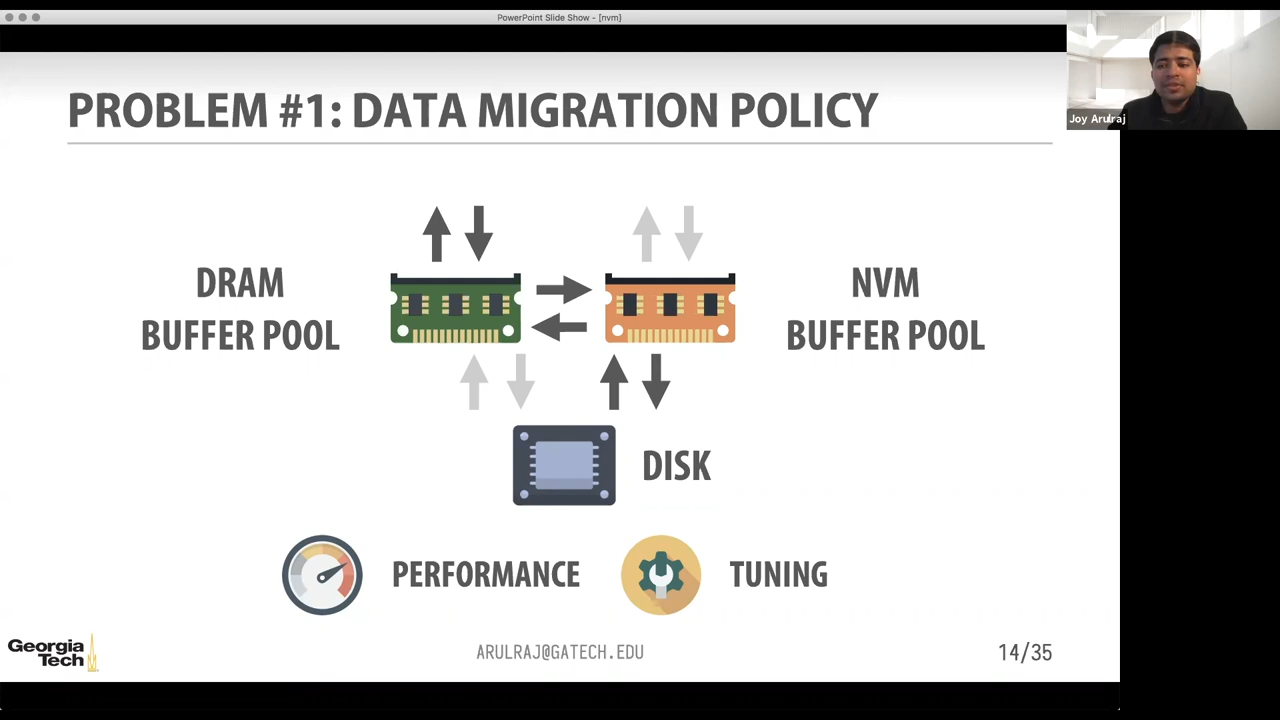 PowerPoint Slide Show - [nvm]
Joy Arulraj
PROBLEM #1: DATA MIGRATION POLICY
DRAM
BUFFER POOL
NVM
BUFFER POOL
DISK
PERFORMANCE
TUNING
Georgia
Tech
ARULRAJ@GATECH.EDU
14/35